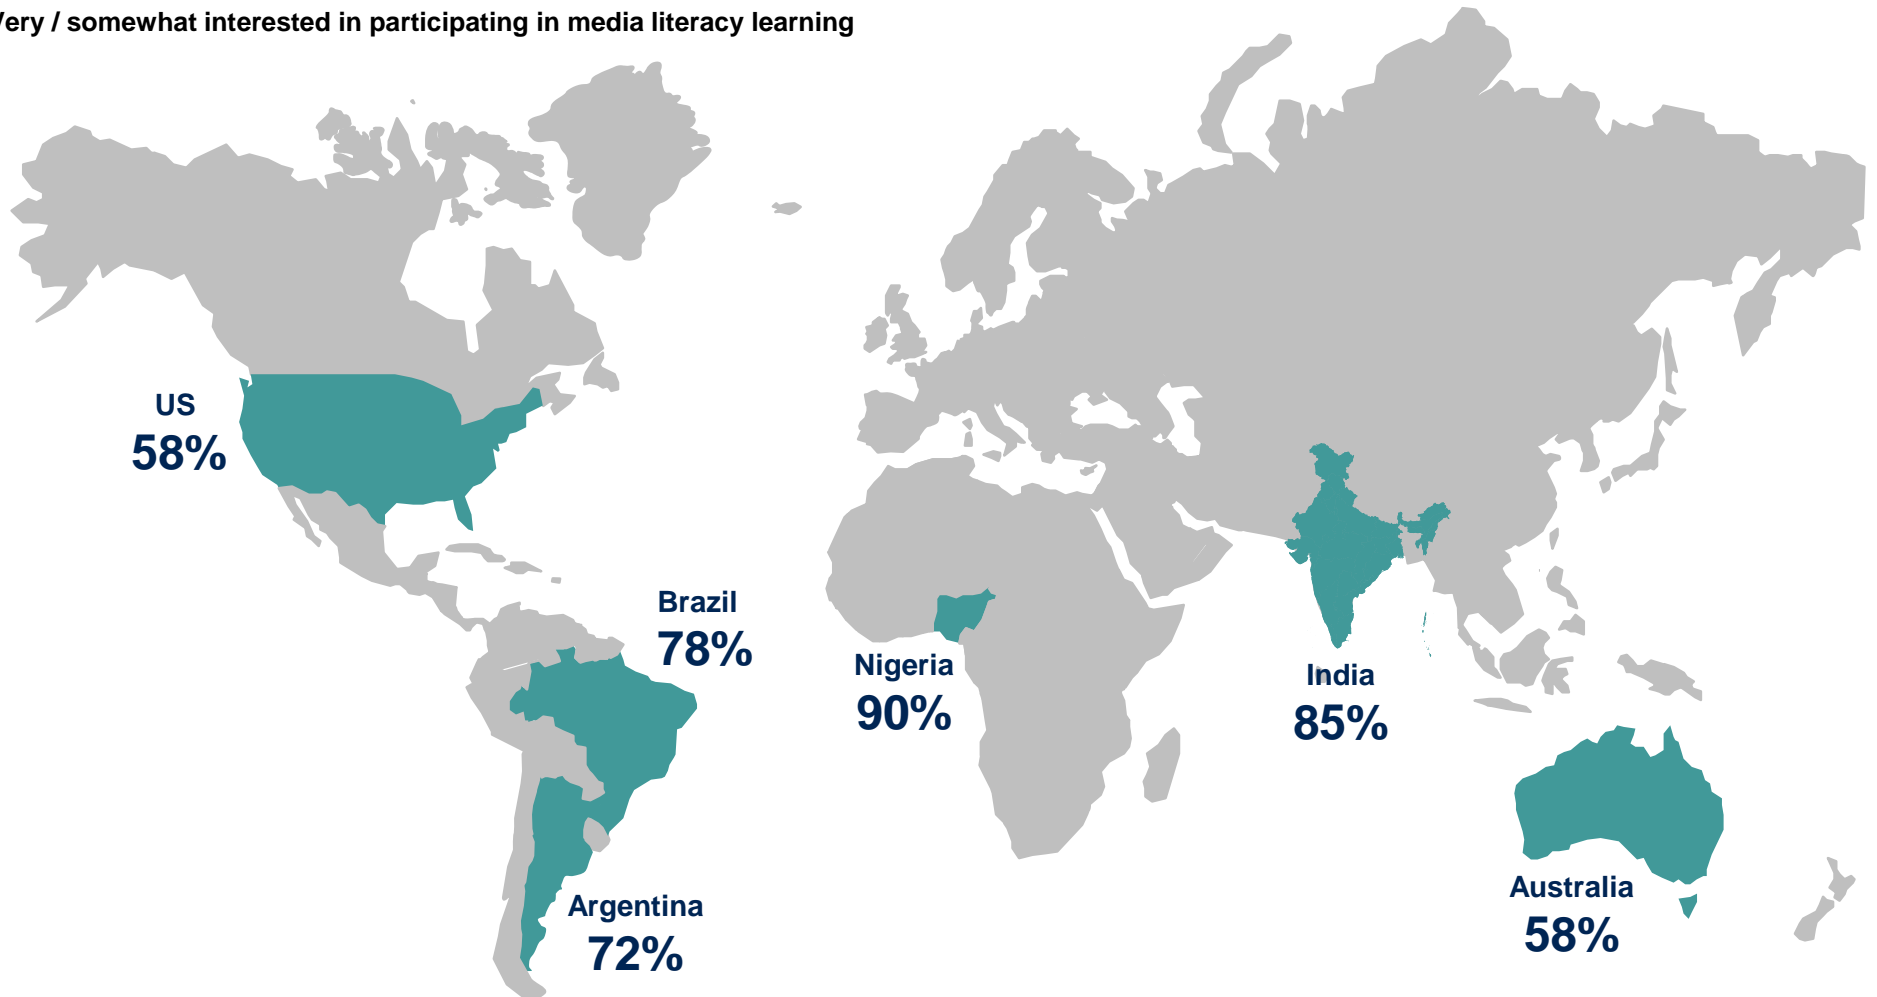 Very / somewhat interested in participating in media literacy learning
US
58%
Brazil
78%
Nigeria
90%
India
85%
Argentina
72%
Australia
58%